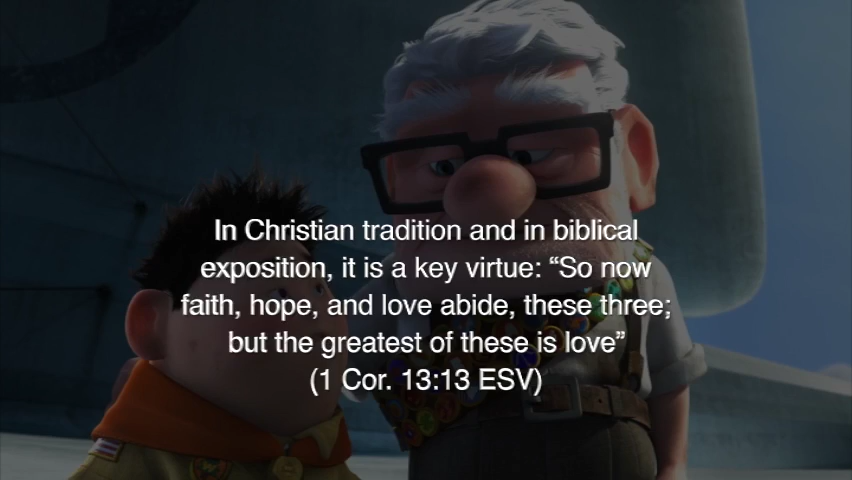 In Christian tradition and in biblical
exposition, it is a key virtue: “So now
faith, hope, and love abide, these three;
but the greatest of these is love”
(1 Cor. 13:13 ESV)